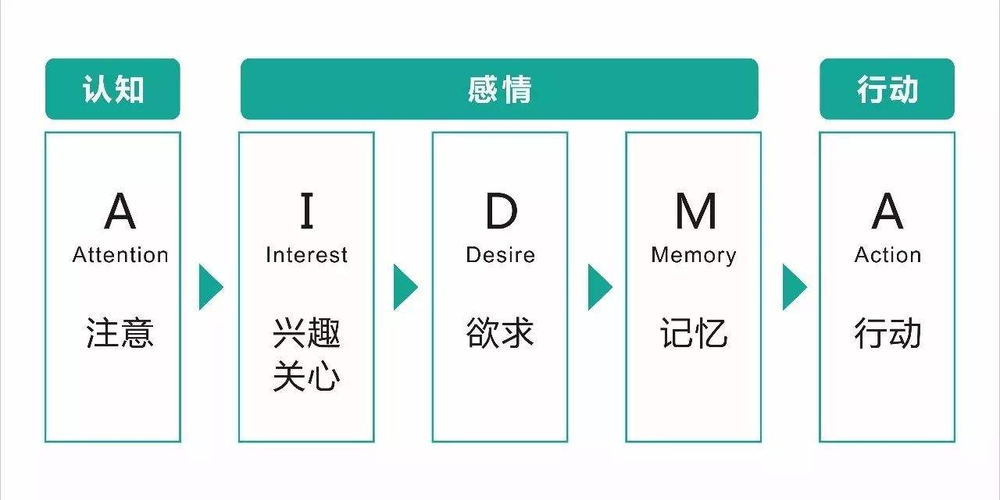 认知
感情
行动
A
Attention
注意
I
Interest
兴趣
关心
D
Desire
欲求
M
Memory
记忆
A
Action
行动